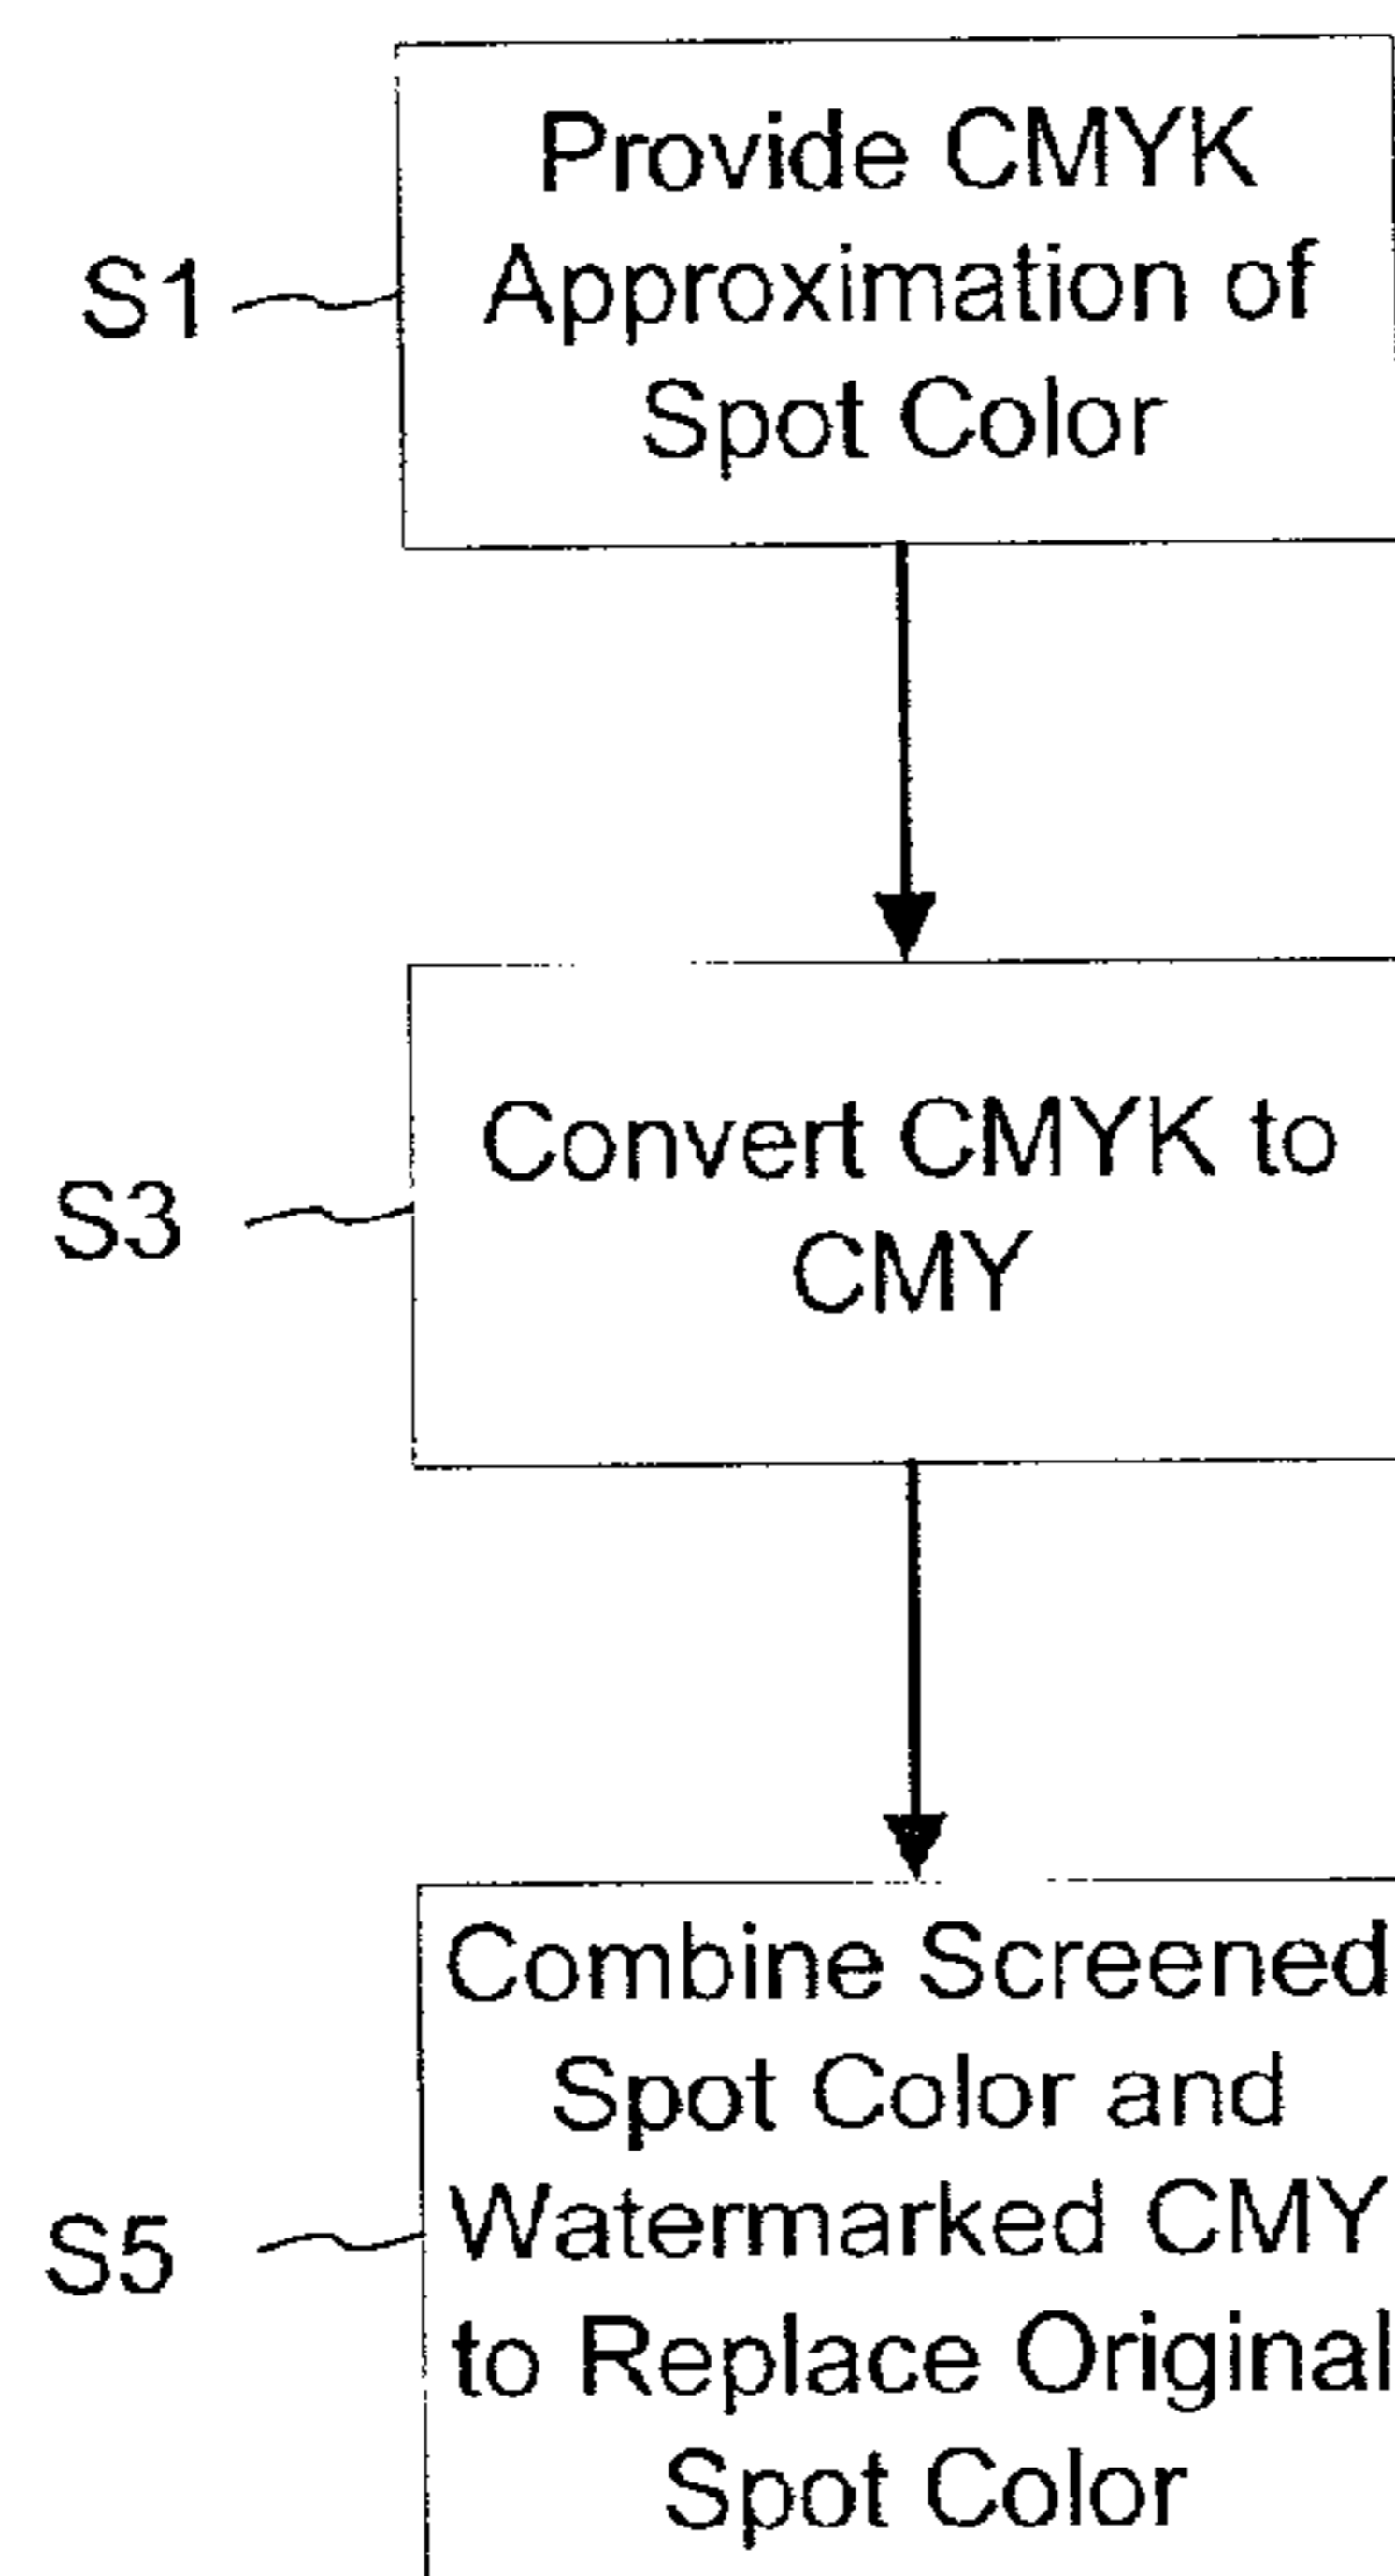 Provide CMYK
Approximation of
Spot Color
S1
Convert CMYK to
CMY
S3
Combine Screened
Spot Color and
Watermarked CMY
to Replace Original
Spot Color
S5